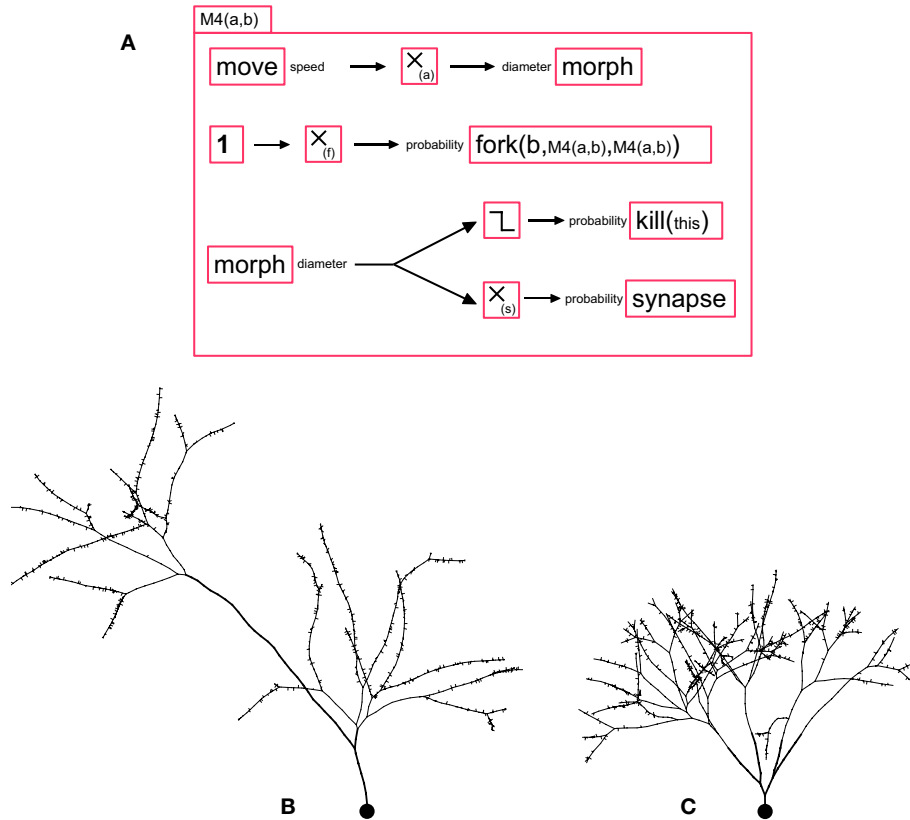 M4(a,b)
A
move speed ×(a) diameter morph
1 ×(f) probability fork(b,M4(a,b),M4(a,b))
probability kill(this)
morph diameter
×(s) probability synapse
B
C